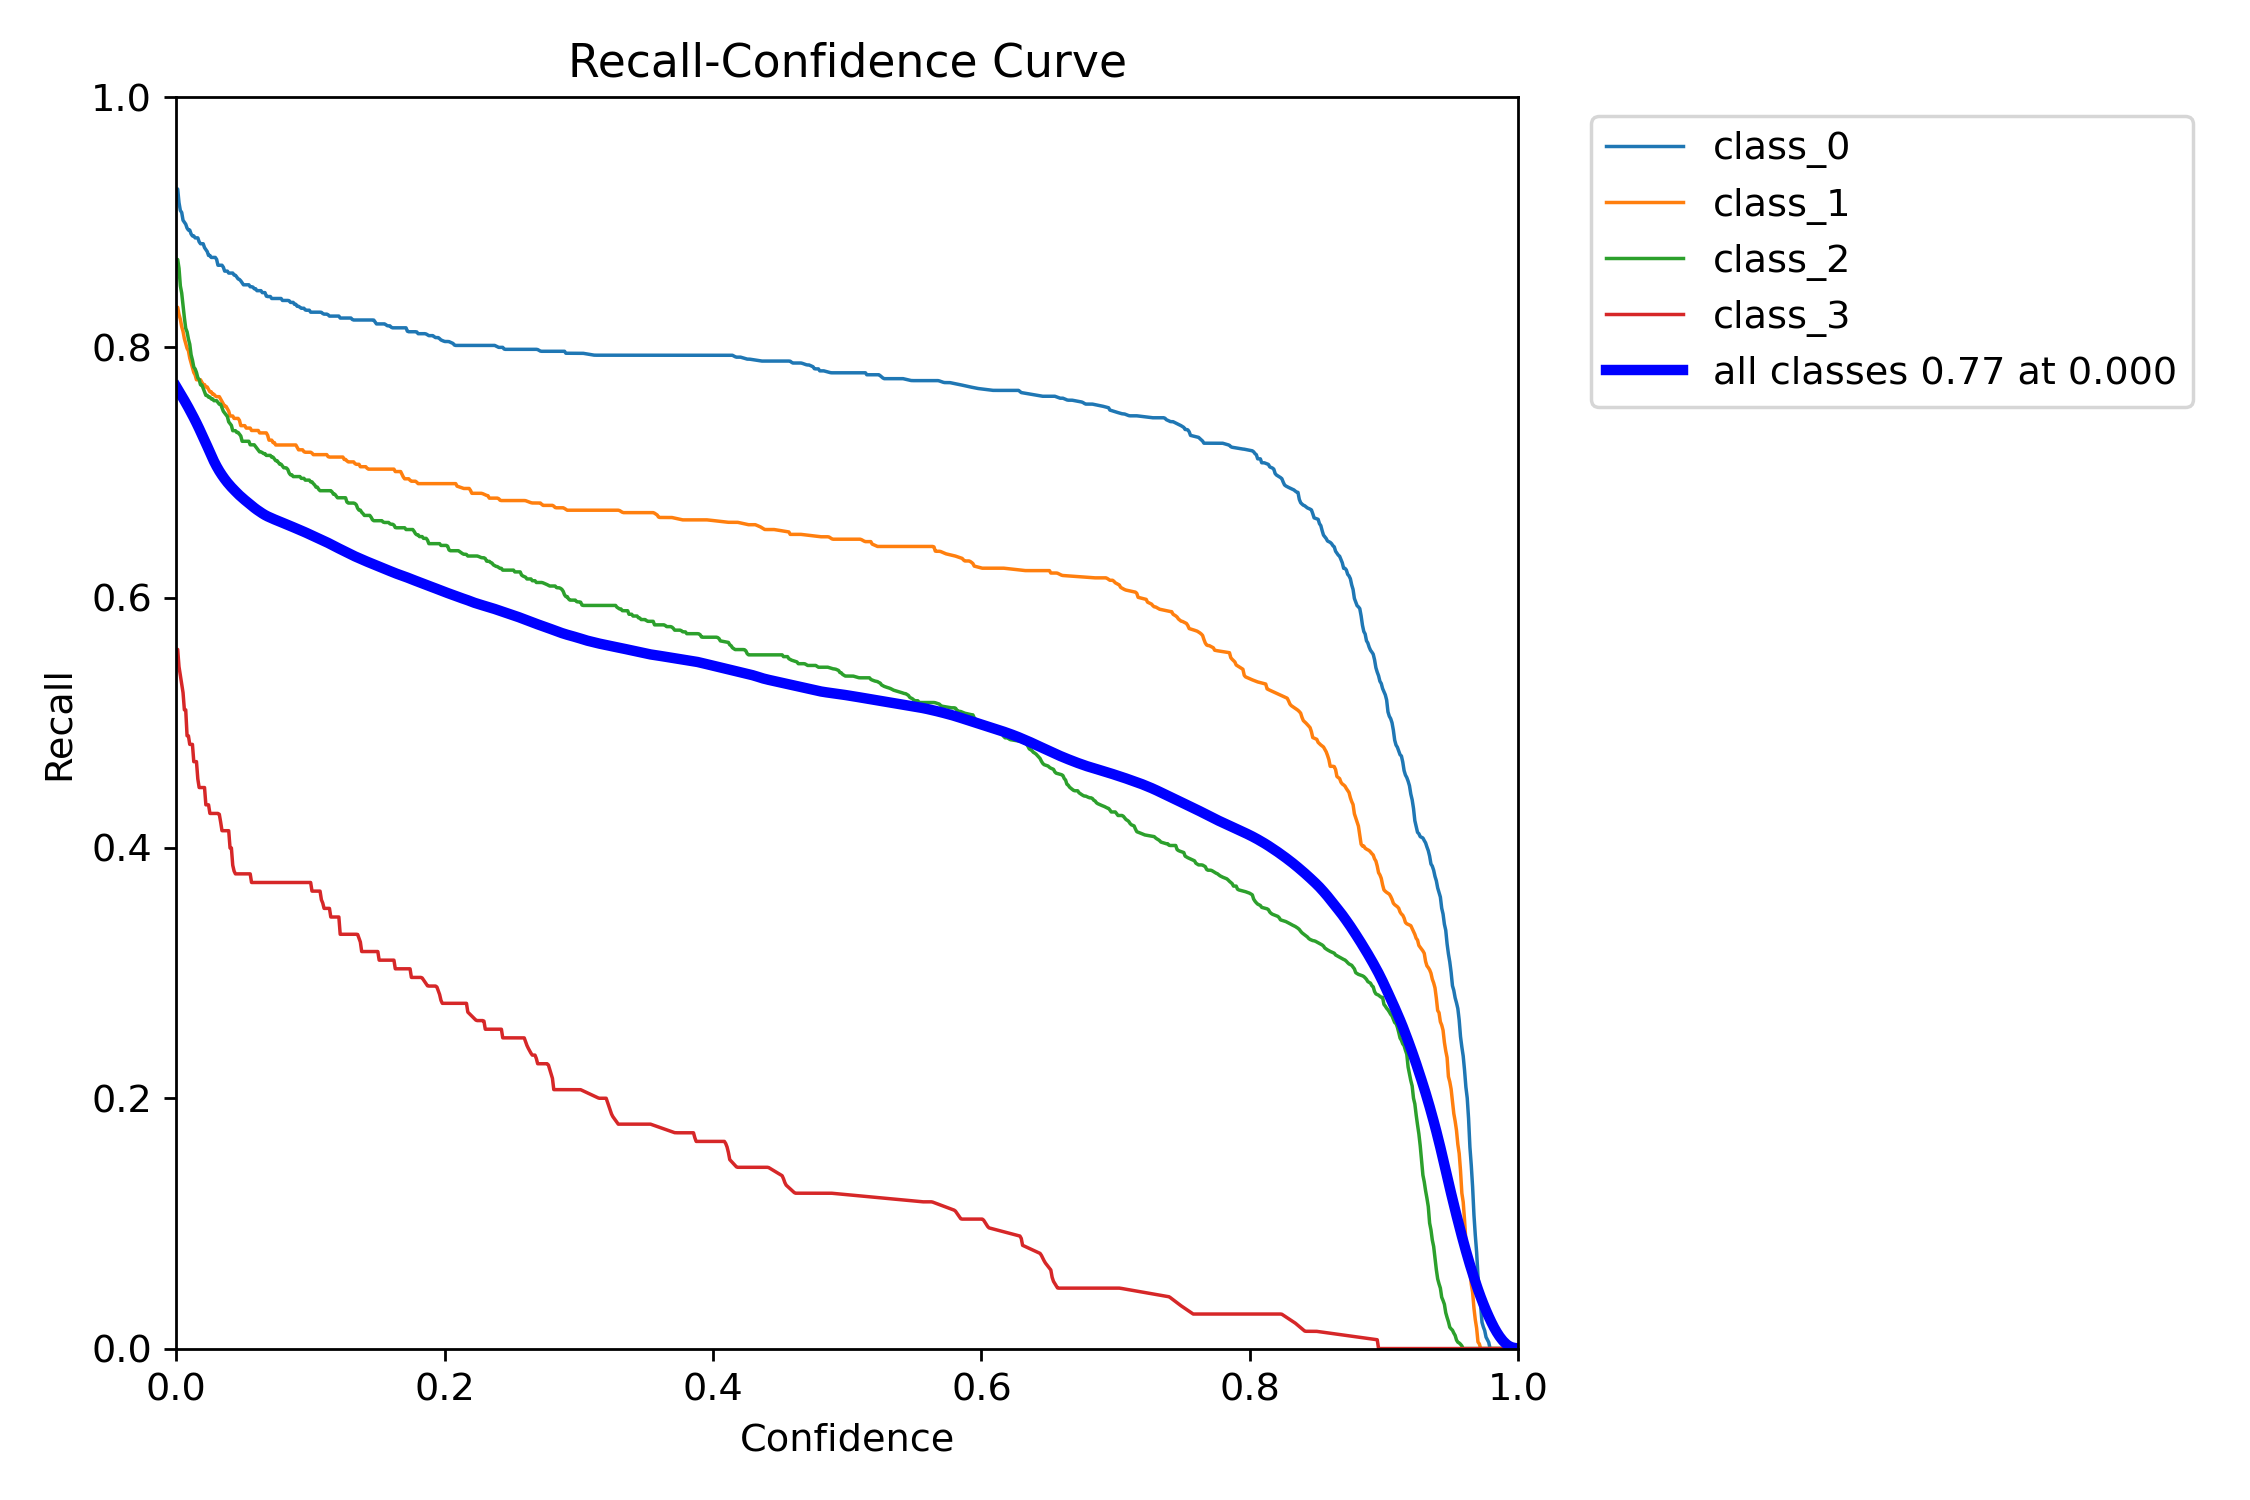 Recall-Confidence Curve
1.0
0.8
0.6
0.4
0.2
0.0
Recall
0.0 0.2 0.4 0.6 0.8 1.0
Confidence
class_0
class_1
class_2
class_3
all classes 0.77 at 0.000